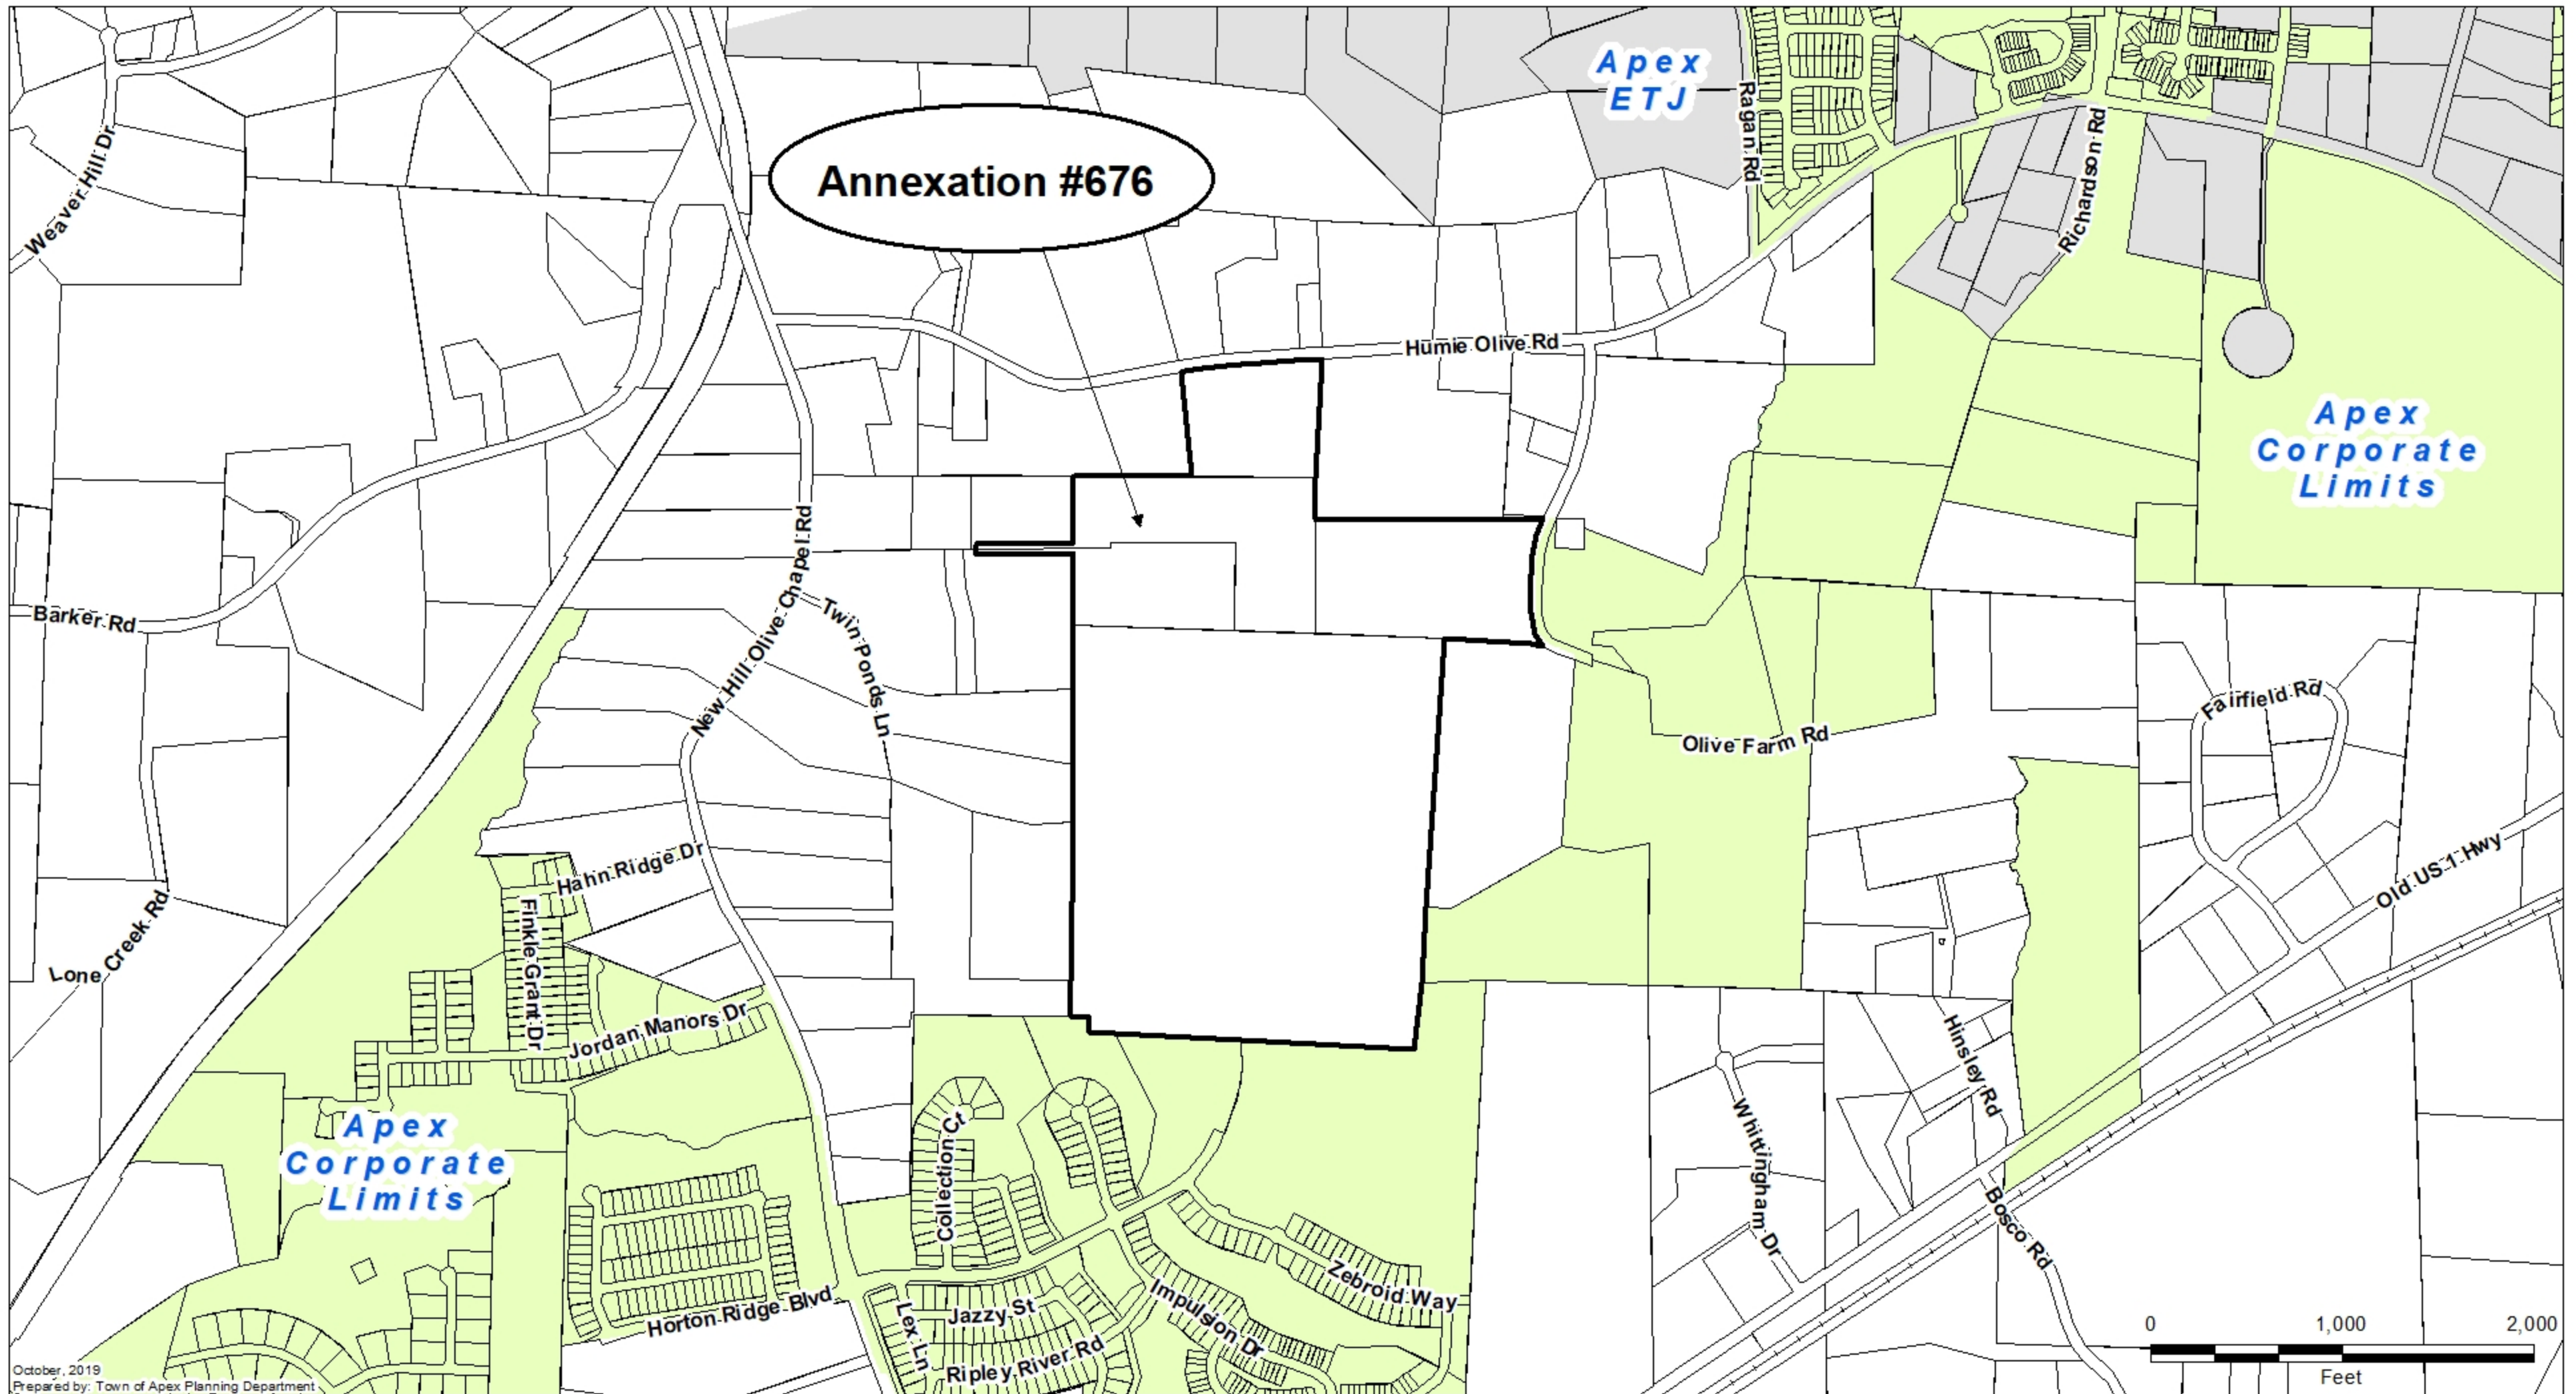 Apex
ETJ
Ragan Rd
Richardson Rd
Weaver Hill Dr
Annexation #676
Humie Olive Rd
Apex
Corporate
Limits
New Hill Olive Chapel Rd
Barker Rd
Twin Ponds Ln
Fairfield Rd
Olive Farm Rd
Old US 1 Hwy
Hahn Ridge Dr
Finkle Grant Dr
Lone Creek Rd
Jordan Manors Dr
Hinsley Rd
Apex
Corporate
Limits
Collection Ct
Whittingham Dr
Bosco Rd
Zebroid Way
Horton Ridge Blvd
Lex Ln
Jazzy St
Impulsion Dr
Ripley River Rd
0 1,000 2,000
Feet
October, 2019
Prepared by: Town of Apex Planning Department